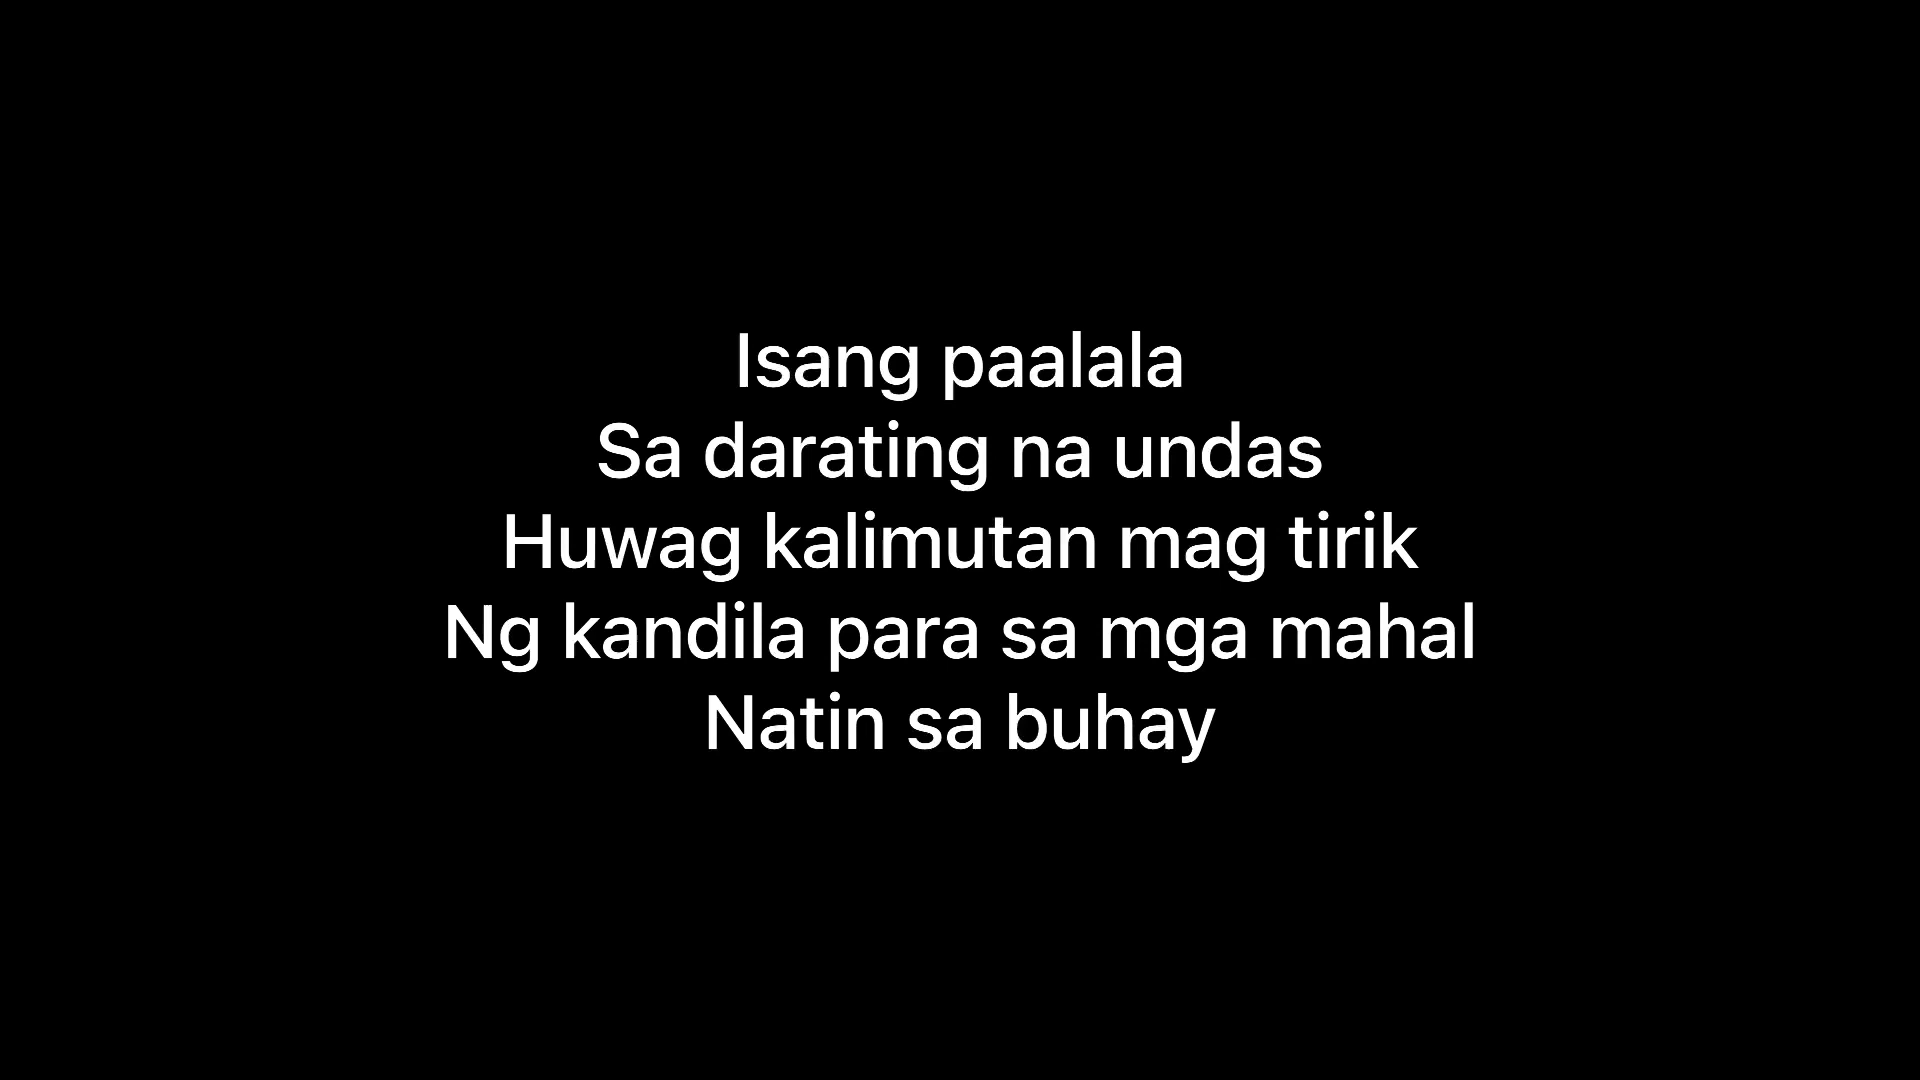 Isang paalala
Sa darating na undas
Huwag kalimutan mag tirik
Ng kandila para sa mga mahal
Natin sa buhay